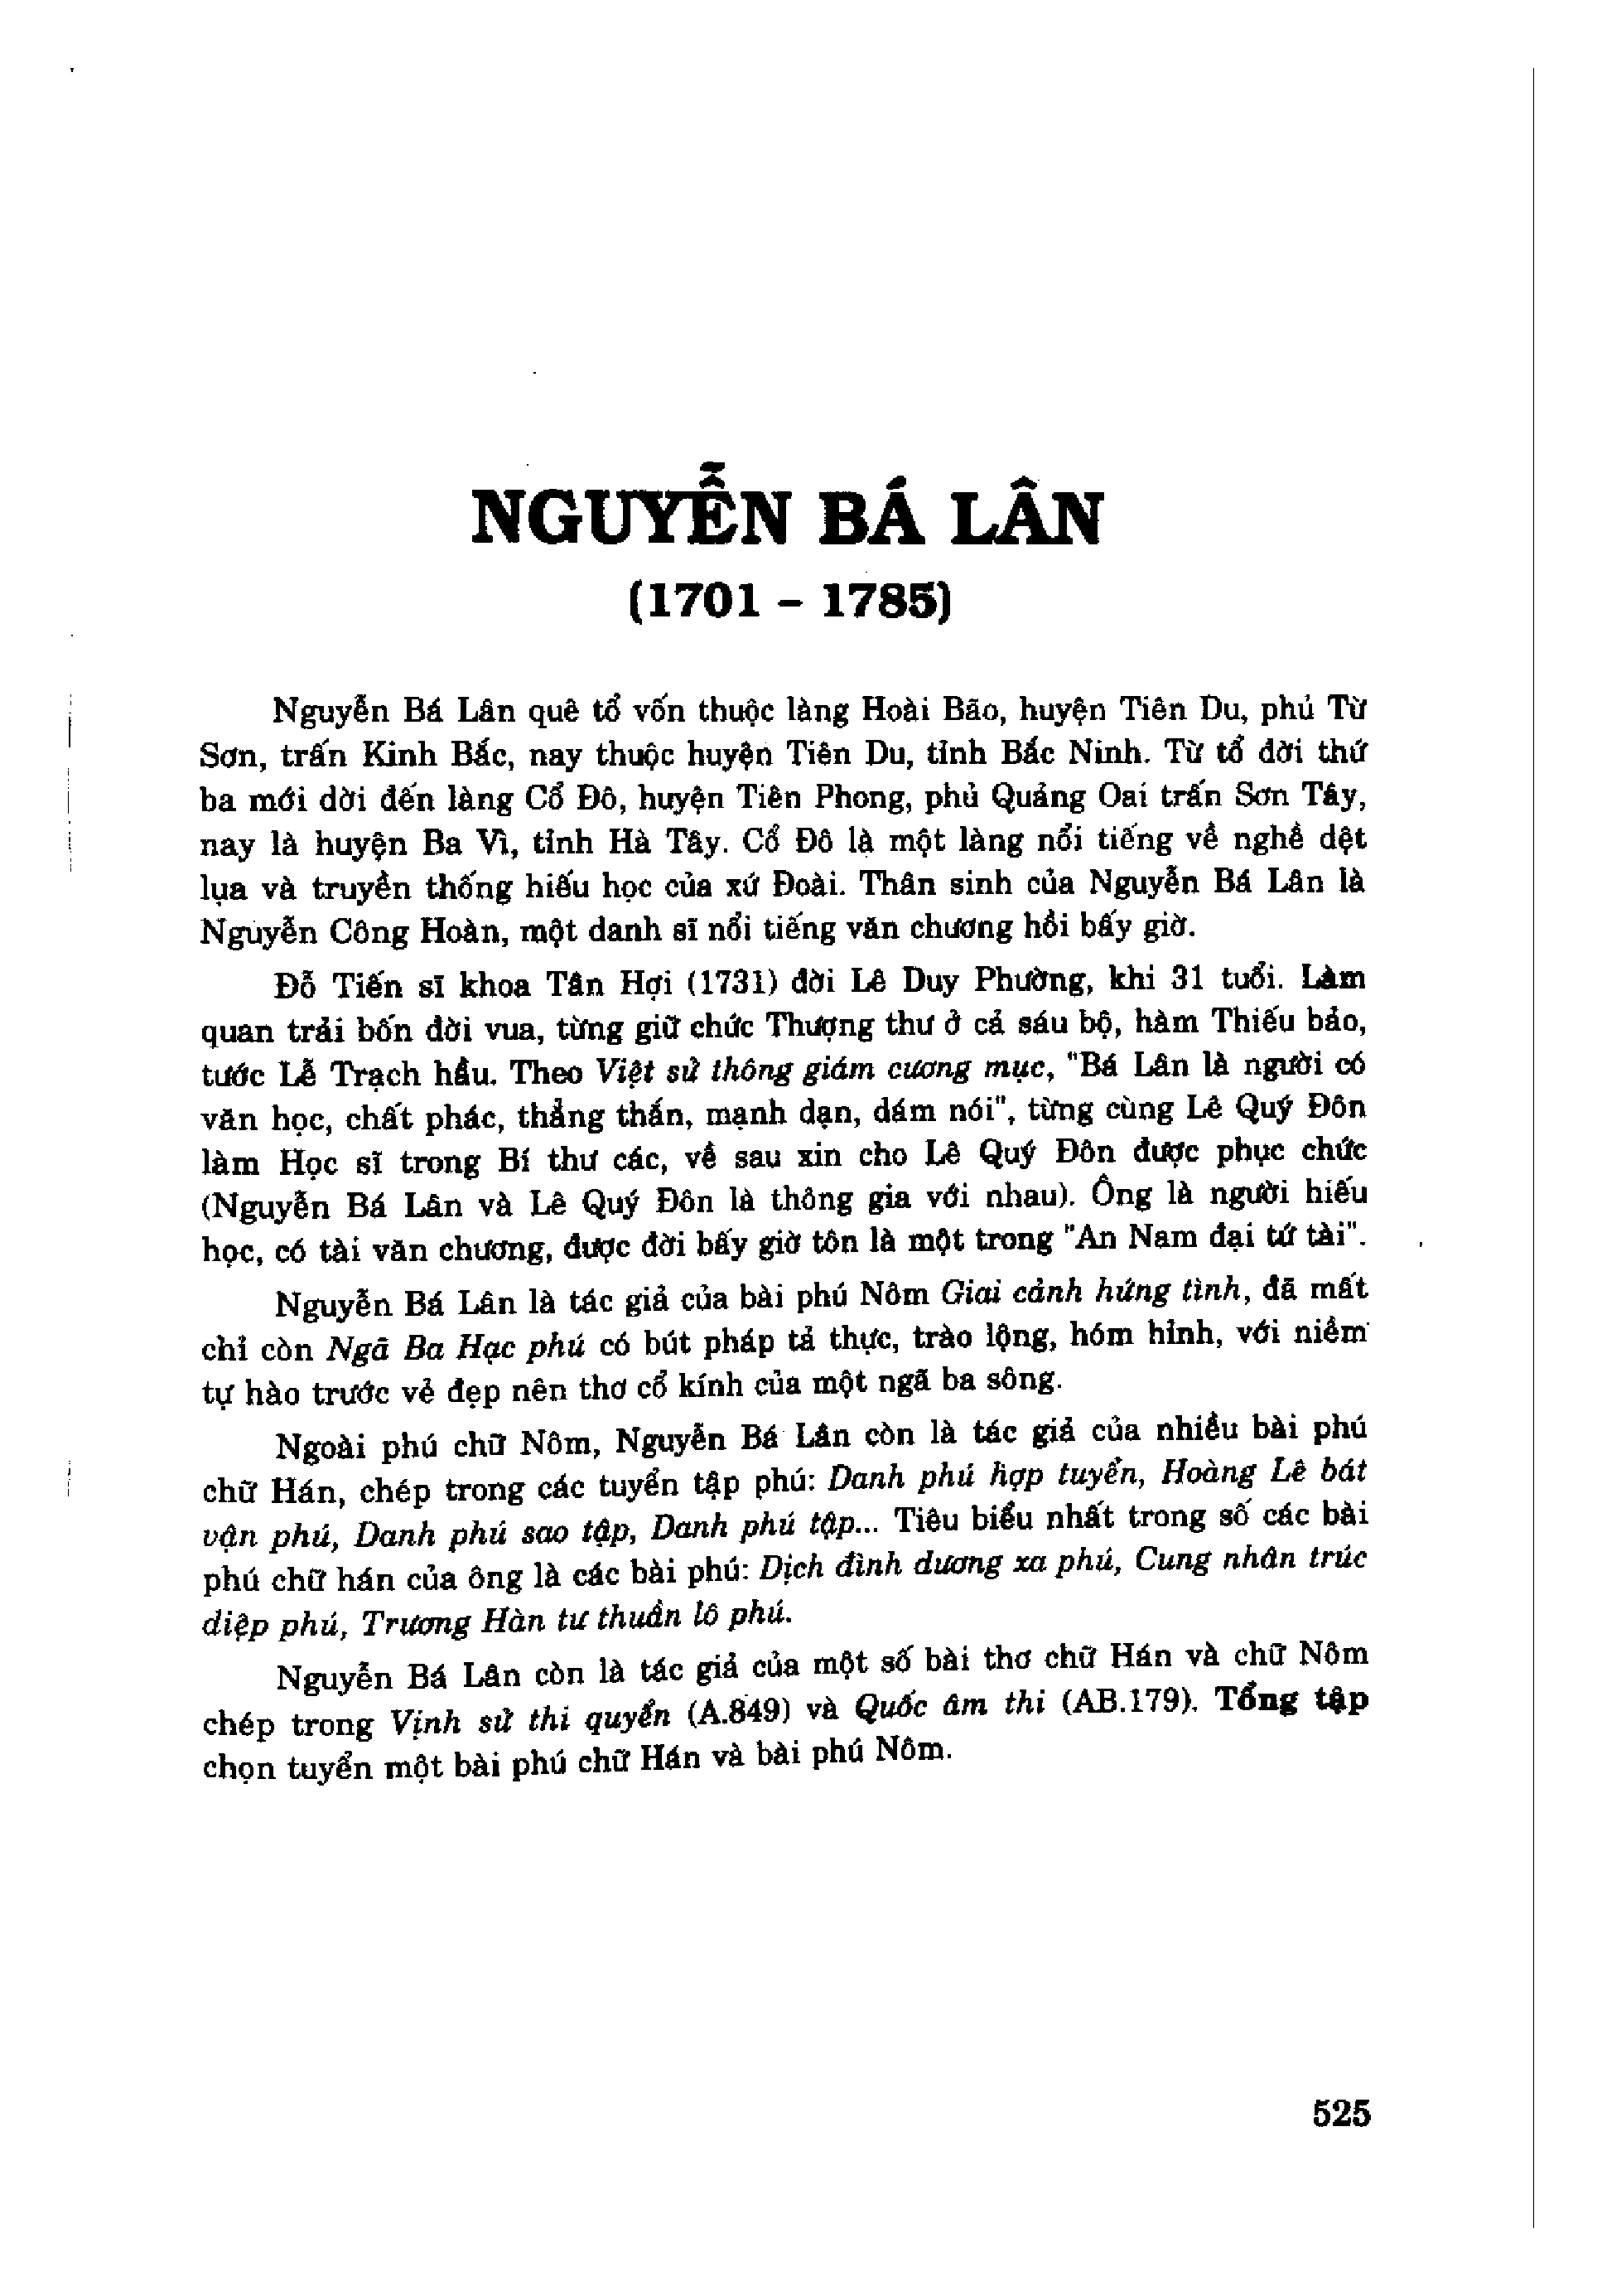 NGUYỄN BÁ LÂN
(1701 – 1785)
Nguyễn Bá Lân quê tổ vốn thuộc làng Hoài Bão, huyện Tiên Du, phủ Từ
Sơn, trấn Kinh Bắc, nay thuộc huyện Tiên Du, tỉnh Bắc Ninh. Từ tổ đời thứ
ba mới dời đến làng Cổ Đô, huyện Tiên Phong, phủ Quảng Oai trấn Sơn Tây,
nay là huyện Ba Vì, tỉnh Hà Tây. Cổ Đô là một làng nổi tiếng về nghề dệt
lụa và truyền thống hiếu học của xứ Đoài. Thân sinh của Nguyễn Bá Lân là
Nguyễn Công Hoàn, một danh sĩ nổi tiếng văn chương hồi bấy giờ.
Đỗ Tiến sĩ khoa Tân Hợi (1731) đời Lê Duy Phường, khi 31 tuổi. Làm
quan trải bốn đời vua, từng giữ chức Thượng thư ở cả sáu bộ, hàm Thiếu bảo,
tước Lễ Trạch hầu. Theo Việt sử thông giám cương mục, "Bá Lân là người có
văn học, chất phác, thẳng thắn, mạnh dạn, dám nói", từng cùng Lê Quý Đôn
làm Học sĩ trong Bí thư các, về sau xin cho Lê Quý Đôn được phục chức
(Nguyễn Bá Lân và Lê Quý Đôn là thông gia với nhau). Ông là người hiếu
học, có tài văn chương, được đời bấy giờ tôn là một trong "An Nam đại tứ tài".
Nguyễn Bá Lân là tác giả của bài phú Nôm Giai cảnh hứng tình, đã mất
chỉ còn Ngã Ba Hạc phú có bút pháp tả thực, trào lộng, hóm hỉnh, với niềm
tự hào trước vẻ đẹp nên thơ cổ kính của một ngã ba sông.
Ngoài phú chữ Nôm, Nguyễn Bá Lân còn là tác giả của nhiều bài phú
chữ Hán, chép trong các tuyển tập phú: Danh phú hợp tuyển, Hoàng Lê bát
vận phú, Danh phú sao tập, Danh phú tập... Tiêu biểu nhất trong số các bài
phú chữ hán của ông là các bài phú: Dịch đình dương xa phú, Cung nhân trúc
diệp phú, Trương Hàn tư thuần lô phú.
Nguyễn Bá Lân còn là tác giả của một số bài thơ chữ Hán và chữ Nôm
chép trong Vịnh sử thi quyển (A.849) và Quốc âm thi (AB.179). Tổng tập
chọn tuyển một bài phú chữ Hán và bài phú Nôm.
525